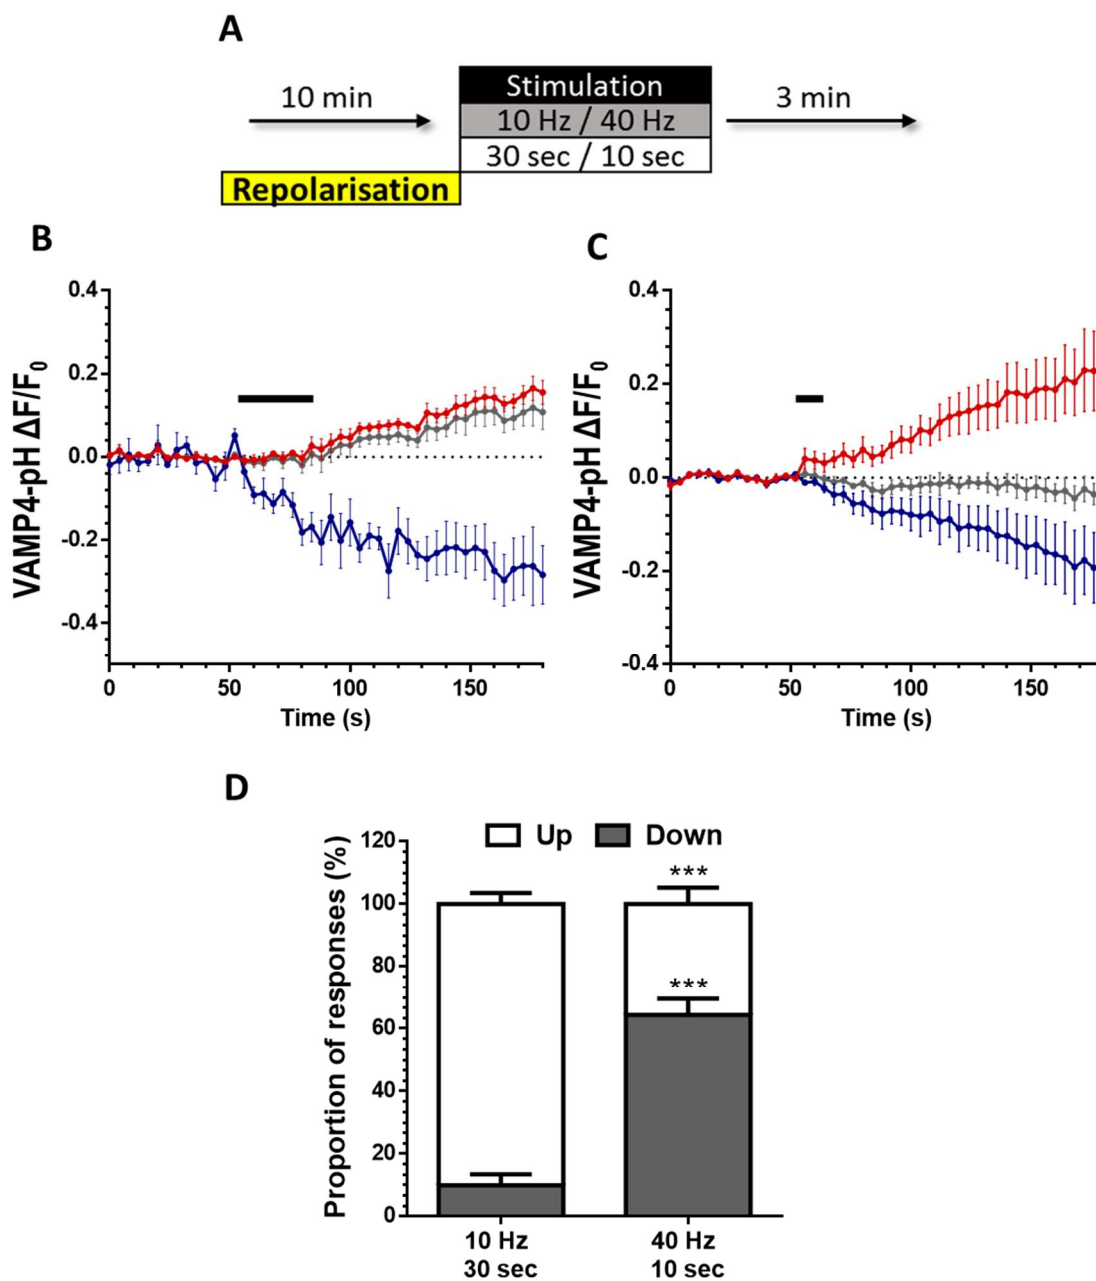 A
10 min
Stimulation
3 min
10 Hz / 40 Hz
30 sec / 10 sec
Repolarisation
B
VAMP4-pH ΔF/F₀
0.4
0.2
0.0
-0.2
-0.4
0 50 100 150
Time (s)
C
VAMP4-pH ΔF/F₀
0.4
0.2
0.0
-0.2
-0.4
0 50 100 150
Time (s)
D
Up Down
Proportion of responses (%)
120
100
80
60
40
20
0
***
***
10 Hz
30 sec
40 Hz
10 sec